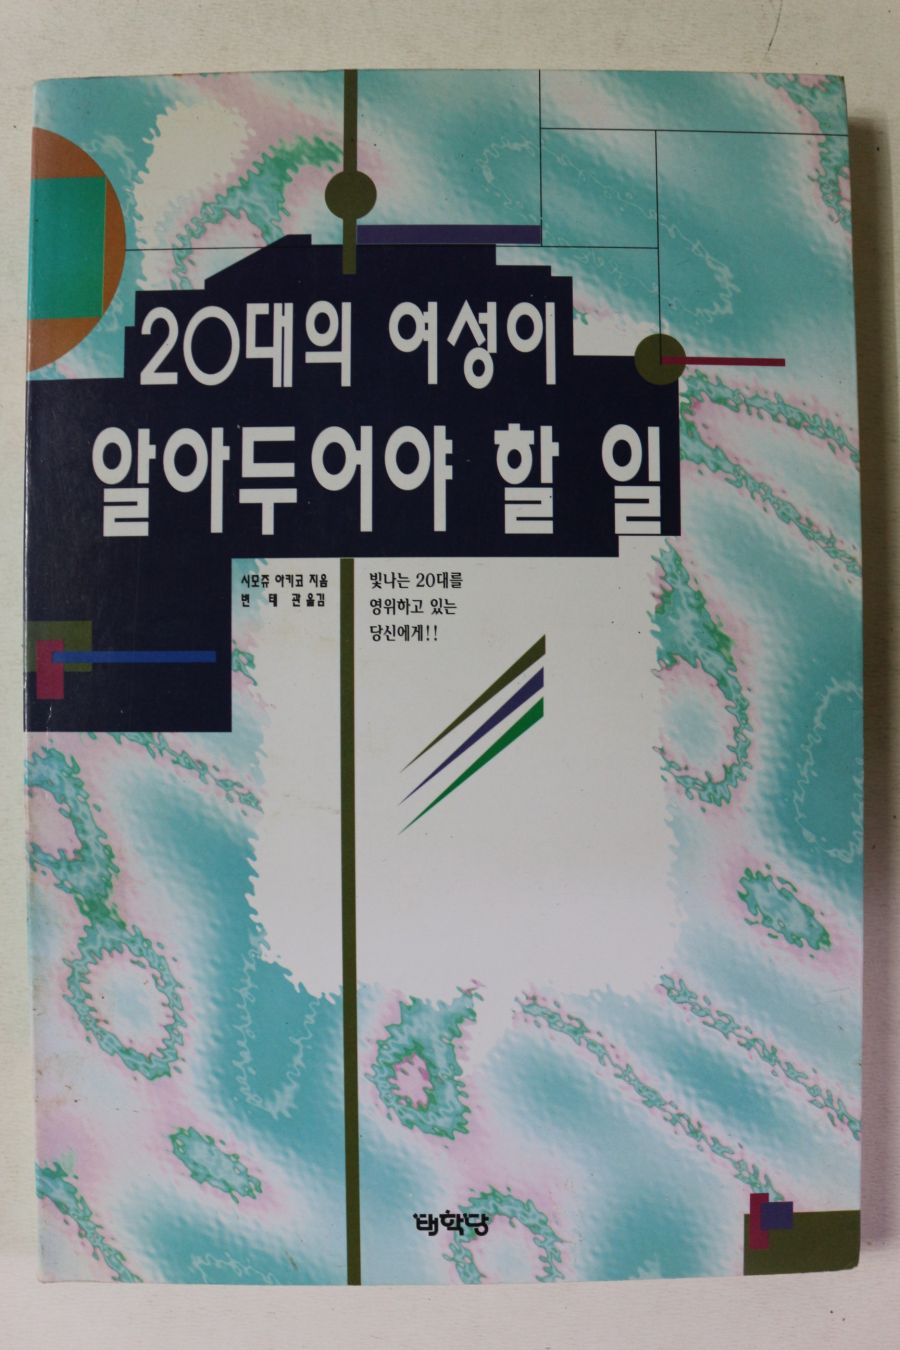 20대의 여성이
알아두어야 할 일
시모쥬 아키코 지음
변 태 관 옮김
빛나는 20대를
영위하고 있는
당신에게!!
태학당